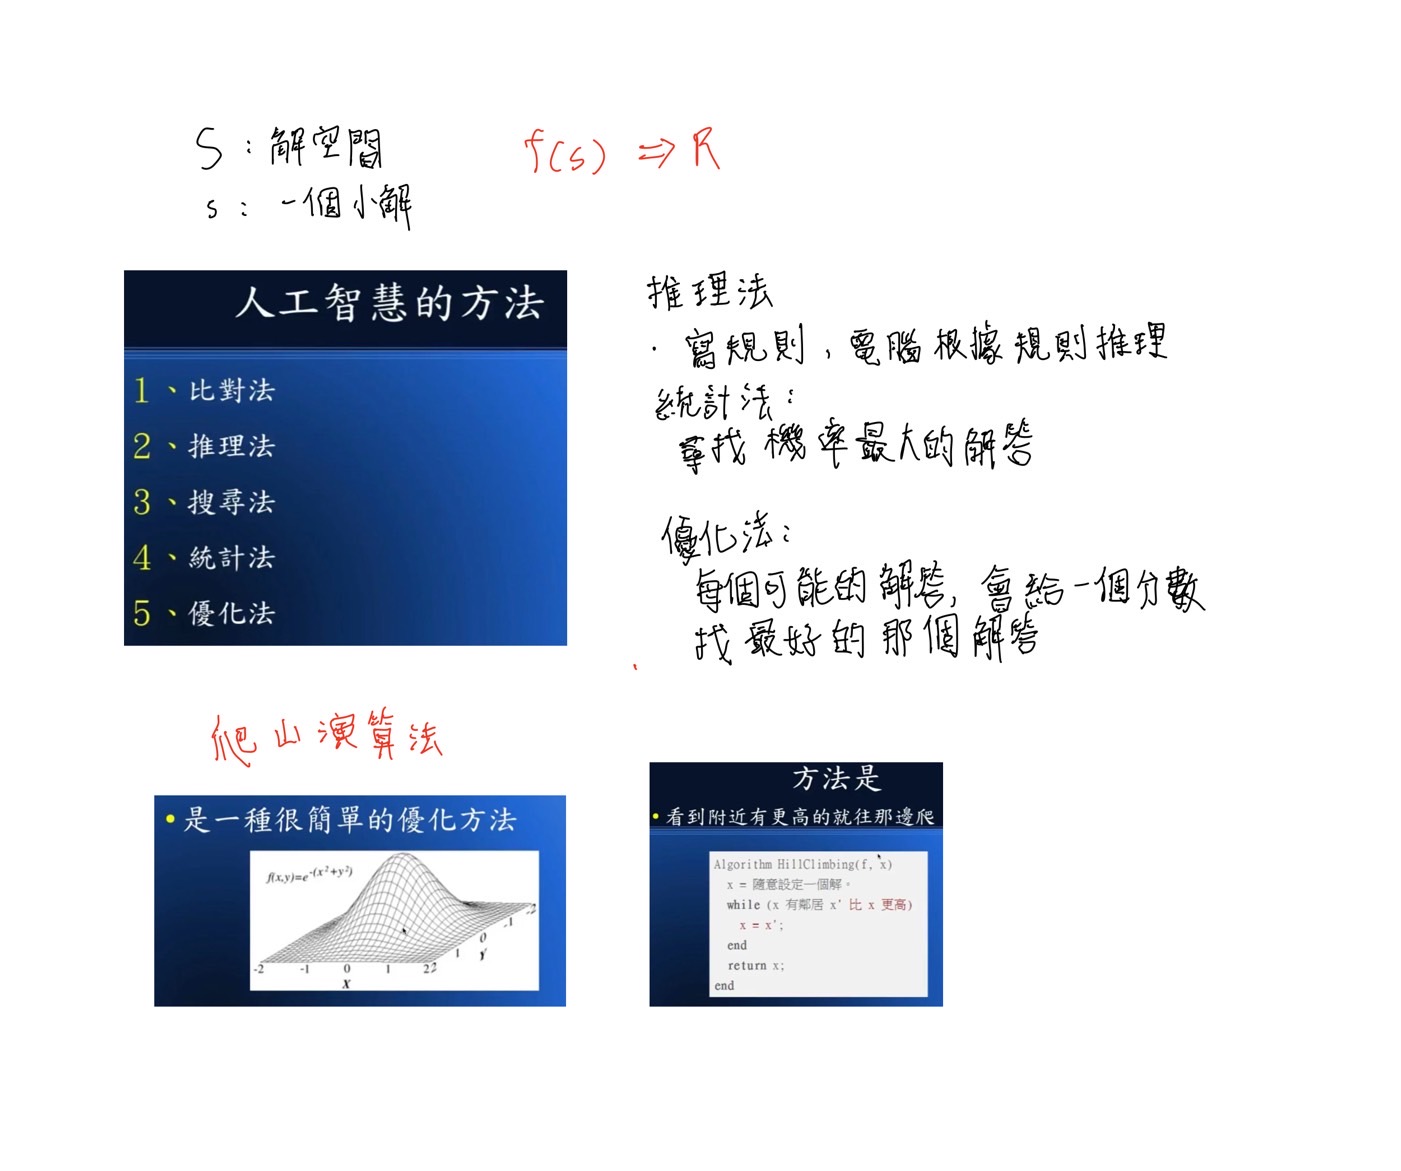 S：解空間
f(s) ⇒ R
s：一個小解
人工智慧的方法
1、比對法
2、推理法
3、搜尋法
4、統計法
5、優化法
推理法
· 寫規則，電腦根據規則推理
統計法：
尋找機率最大的解答
優化法：
每個可能的解答，會給一個分數
找最好的那個解答
爬山演算法
•是一種很簡單的優化方法
f(x,y)=e^-(x²+y²)
-2 -1 0 1 2
X
2 1 0 -1 -2
Y
方法是
•看到附近有更高的就往那邊爬
Algorithm HillClimbing(f, x)
x = 隨意設定一個解。
while (x 有鄰居 x' 比 x 更高)
x = x';
end
return x;
end